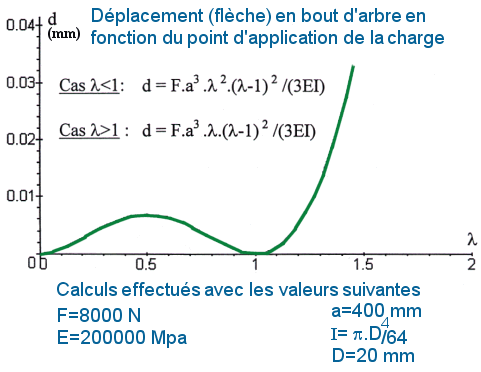 d
(mm)
Déplacement (flèche) en bout d'arbre en
fonction du point d'application de la charge
0.04
0.03
Cas λ<1: d = F.a³.λ².(λ-1)²/(3EI)
0.02
Cas λ>1 : d = F.a³.λ.(λ-1)²/(3EI)
0.01
λ
0 0 0.5 1 1.5 2
Calculs effectués avec les valeurs suivantes
F=8000 N
E=200000 Mpa
a=400 mm
I= π.D⁴/64
D=20 mm